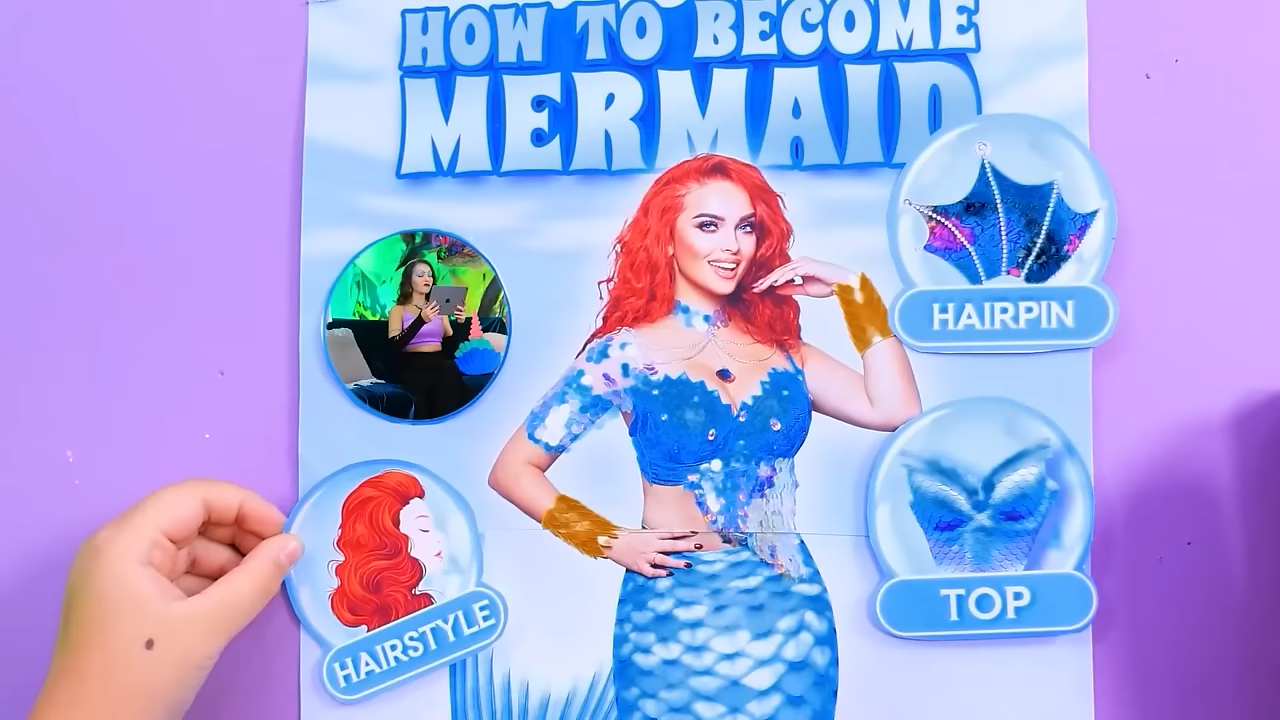 HOW TO BECOME
MERMAID
HAIRPIN
TOP
HAIRSTYLE